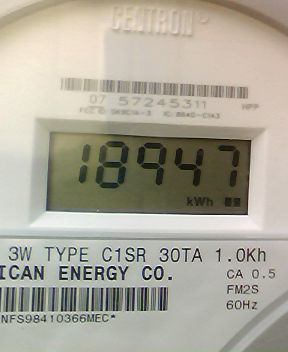 CENTRON®
07 57245311
HPP
18947
kWh
3W TYPE C1SR 30TA 1.0Kh
ICAN ENERGY CO.
CA 0.5
FM2S
60Hz
NFS98410366MEC*